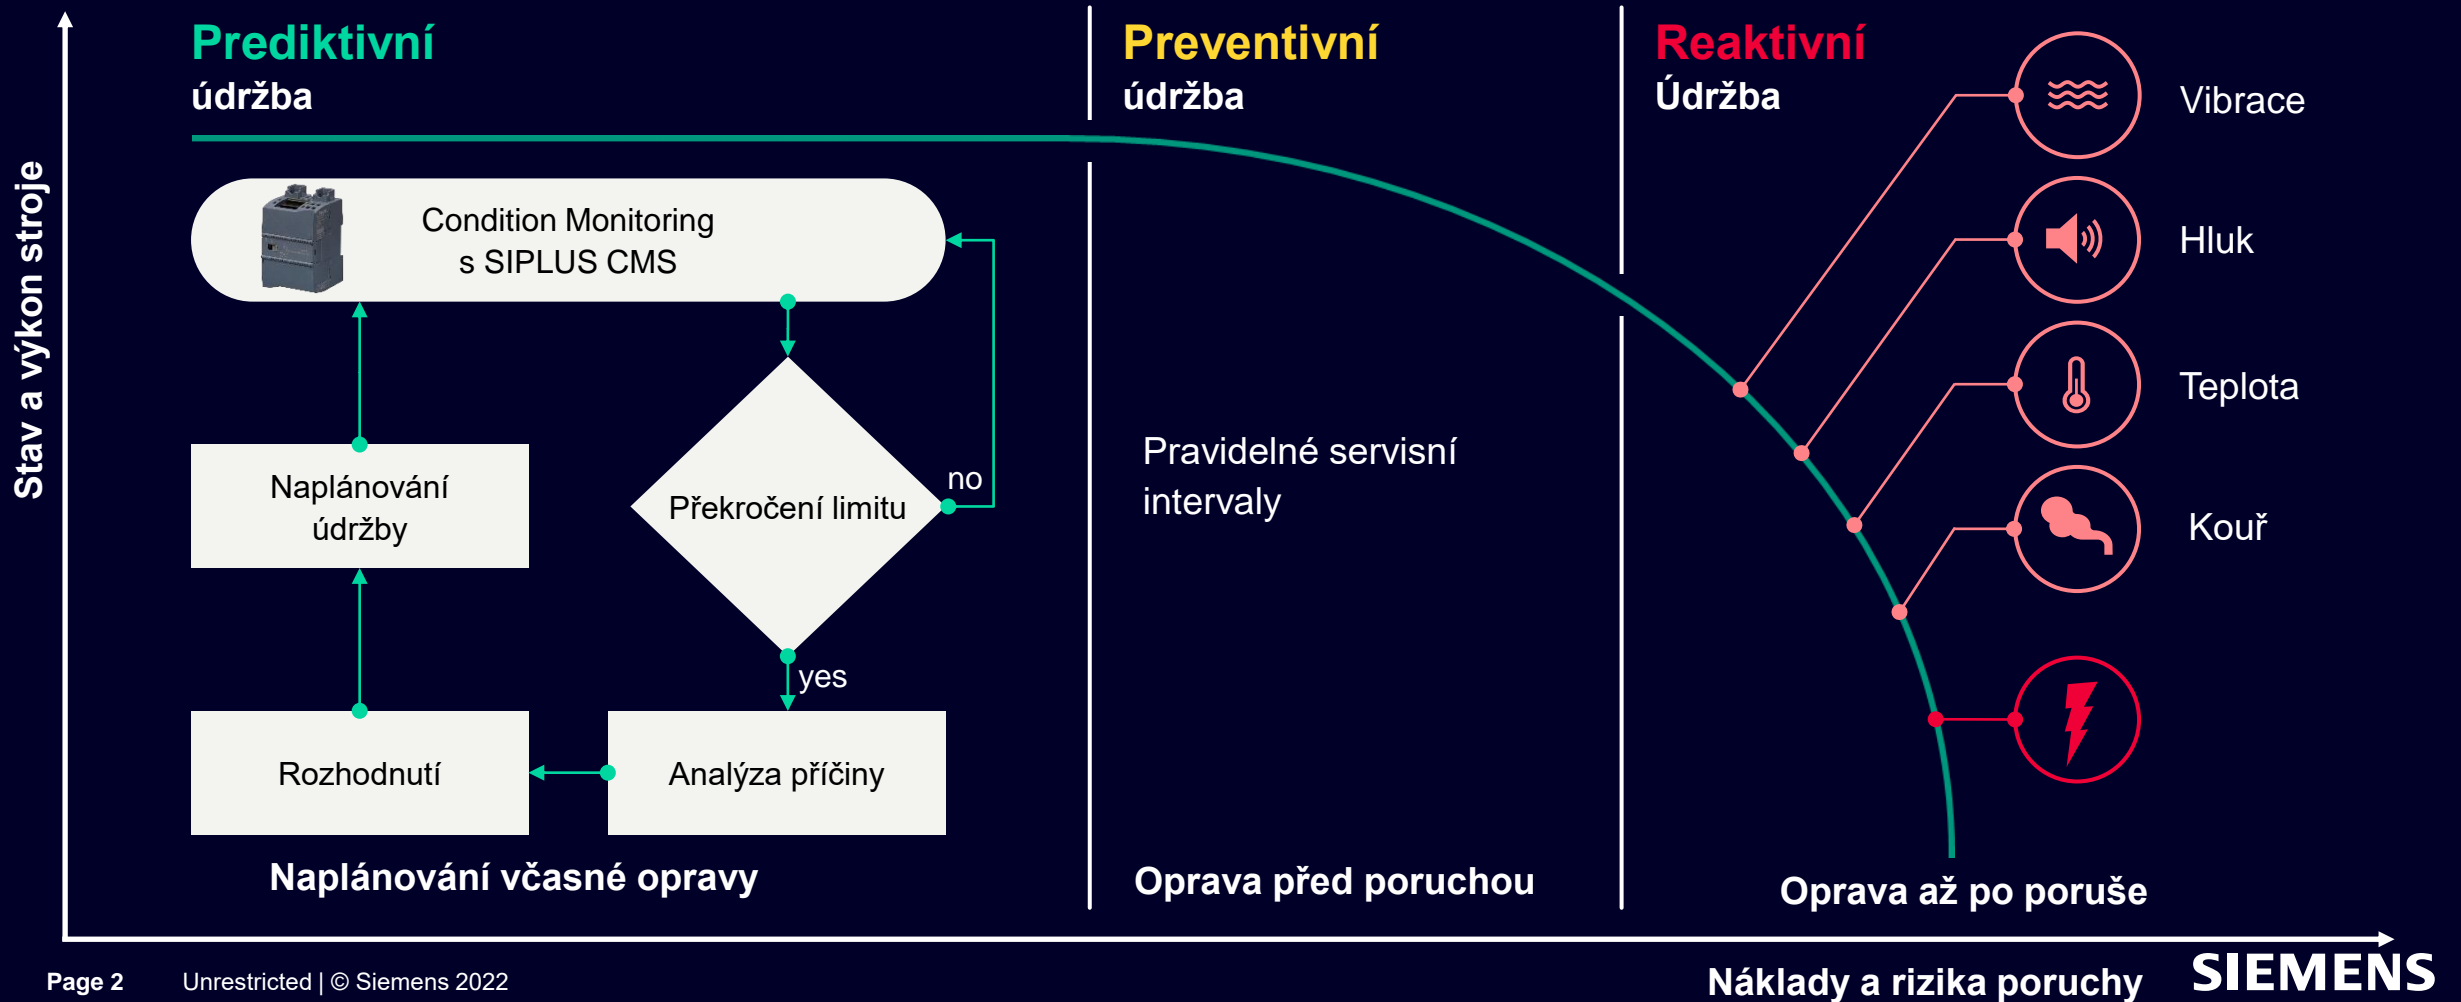 Stav a výkon stroje
Prediktivní
údržba
Condition Monitoring
s SIPLUS CMS
Překročení limitu
no
yes
Analýza příčiny
Rozhodnutí
Naplánování
údržby
Naplánování včasné opravy
Preventivní
údržba
Pravidelné servisní
intervaly
Oprava před poruchou
Reaktivní
Údržba
Vibrace
Hluk
Teplota
Kouř
Oprava až po poruše
Náklady a rizika poruchy
Page 2
Unrestricted | © Siemens 2022
SIEMENS